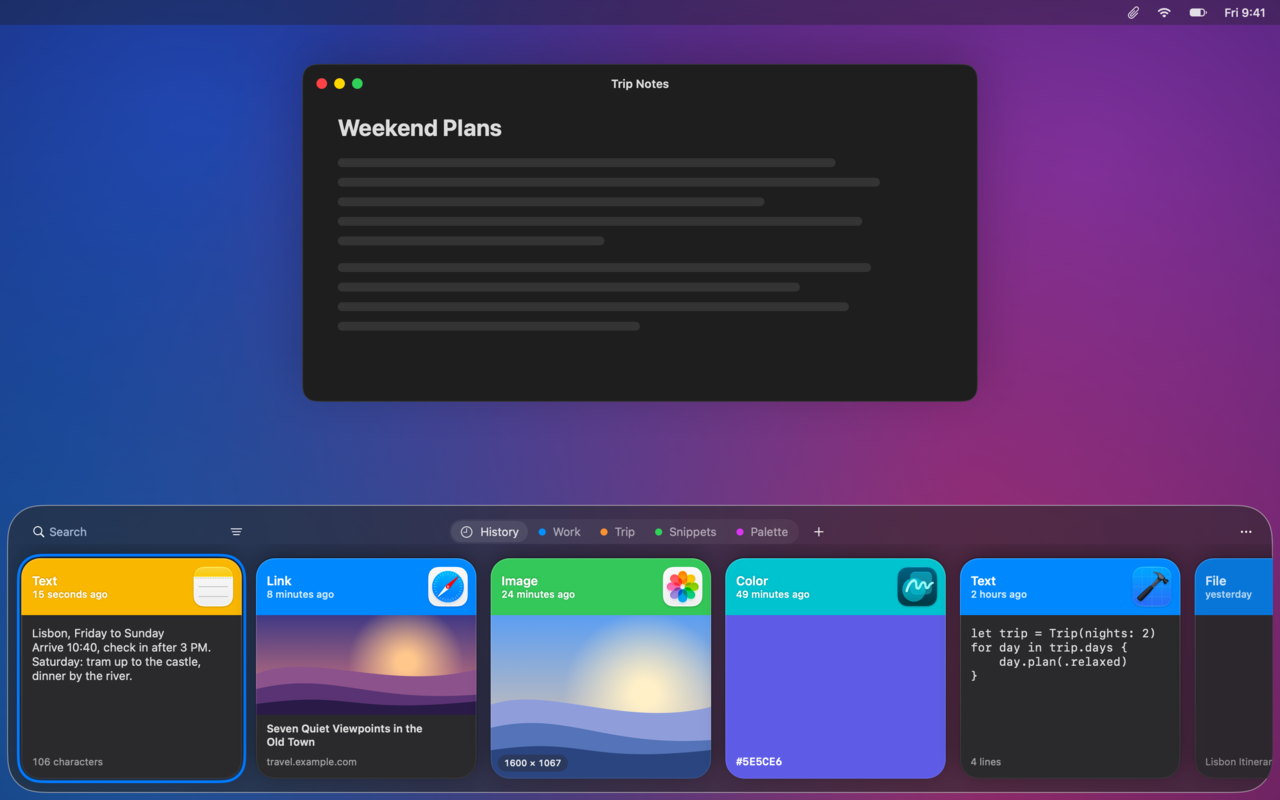 Fri 9:41
Trip Notes
Weekend Plans
Search
History
Work
Trip
Snippets
Palette
Text
15 seconds ago
Lisbon, Friday to Sunday
Arrive 10:40, check in after 3 PM.
Saturday: tram up to the castle,
dinner by the river.
106 characters
Link
8 minutes ago
Seven Quiet Viewpoints in the
Old Town
travel.example.com
Image
24 minutes ago
1600 × 1067
Color
49 minutes ago
#5E5CE6
Text
2 hours ago
let trip = Trip(nights: 2)
for day in trip.days {
    day.plan(.relaxed)
}
4 lines
File
yesterday
Lisbon